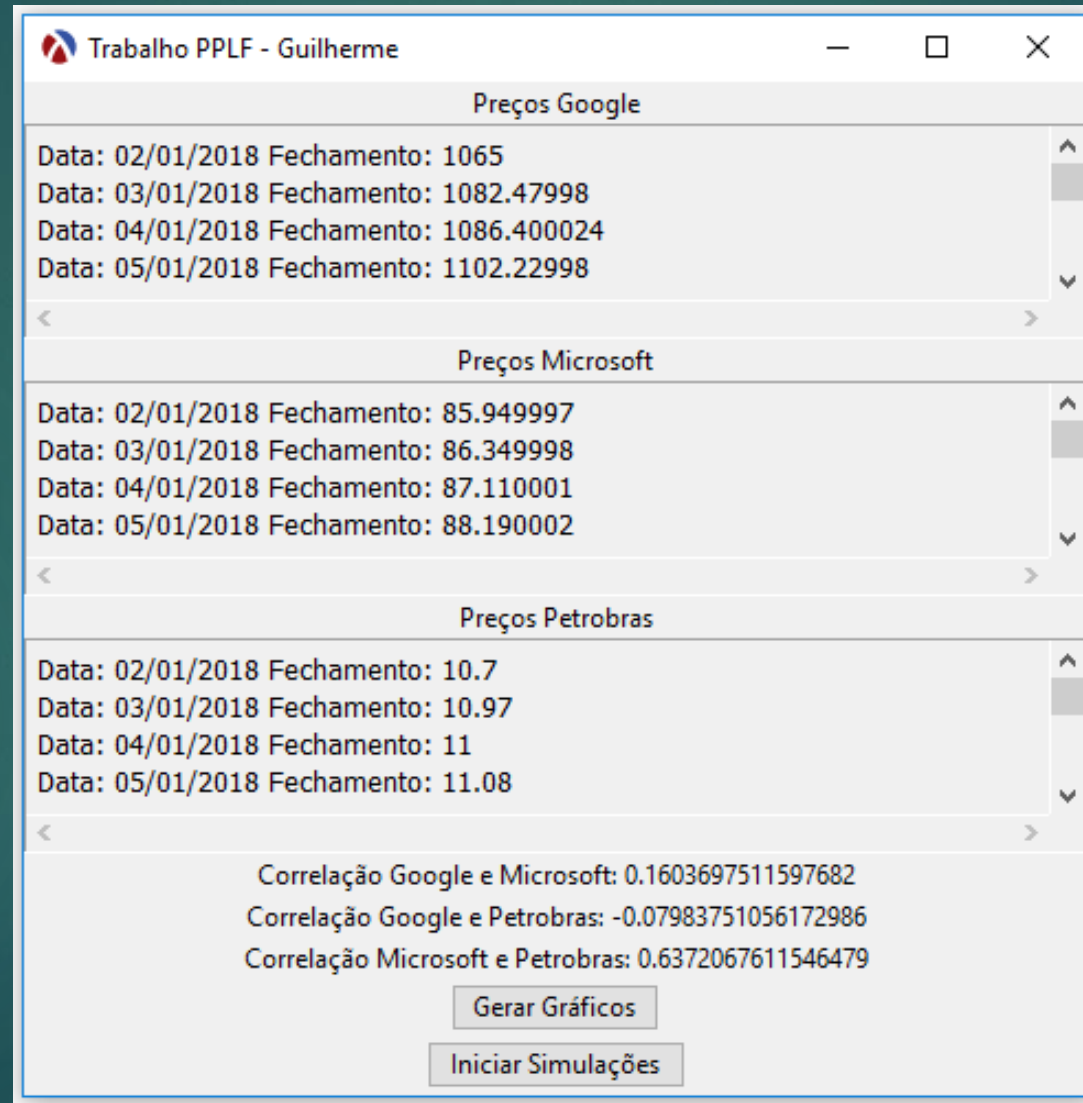 Trabalho PPLF - Guilherme
Preços Google
Data: 02/01/2018 Fechamento: 1065
Data: 03/01/2018 Fechamento: 1082.47998
Data: 04/01/2018 Fechamento: 1086.400024
Data: 05/01/2018 Fechamento: 1102.22998
Preços Microsoft
Data: 02/01/2018 Fechamento: 85.949997
Data: 03/01/2018 Fechamento: 86.349998
Data: 04/01/2018 Fechamento: 87.110001
Data: 05/01/2018 Fechamento: 88.190002
Preços Petrobras
Data: 02/01/2018 Fechamento: 10.7
Data: 03/01/2018 Fechamento: 10.97
Data: 04/01/2018 Fechamento: 11
Data: 05/01/2018 Fechamento: 11.08
Correlação Google e Microsoft: 0.1603697511597682
Correlação Google e Petrobras: -0.07983751056172986
Correlação Microsoft e Petrobras: 0.6372067611546479
Gerar Gráficos
Iniciar Simulações